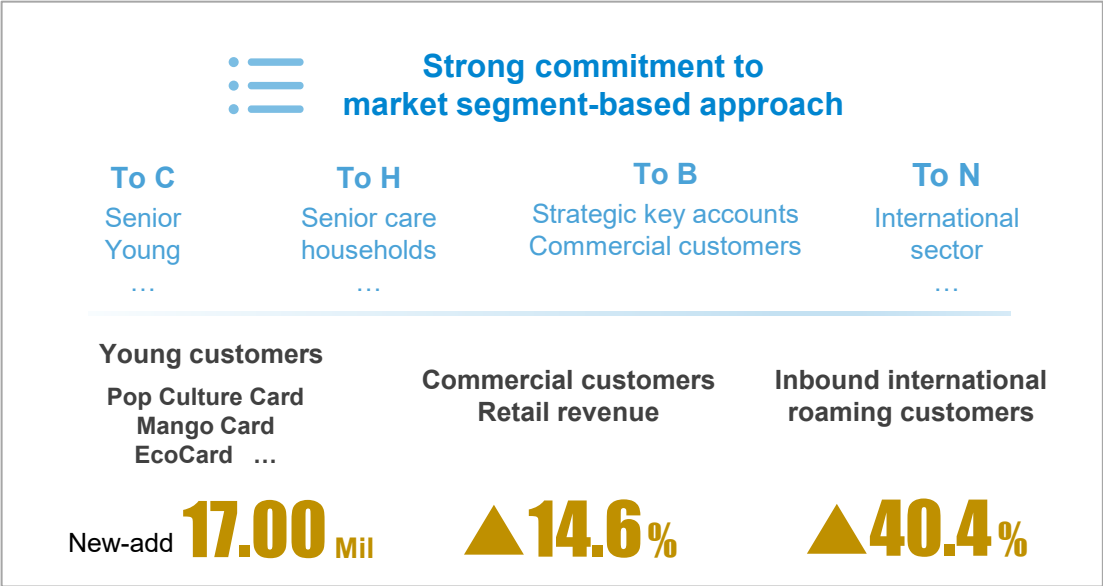 Strong commitment to
market segment-based approach
To C
Senior
Young
…
To H
Senior care
households
…
To B
Strategic key accounts
Commercial customers
To N
International
sector
…
Young customers
Pop Culture Card
Mango Card
EcoCard …
New-add 17.00 Mil
Commercial customers
Retail revenue
▲14.6%
Inbound international
roaming customers
▲40.4%